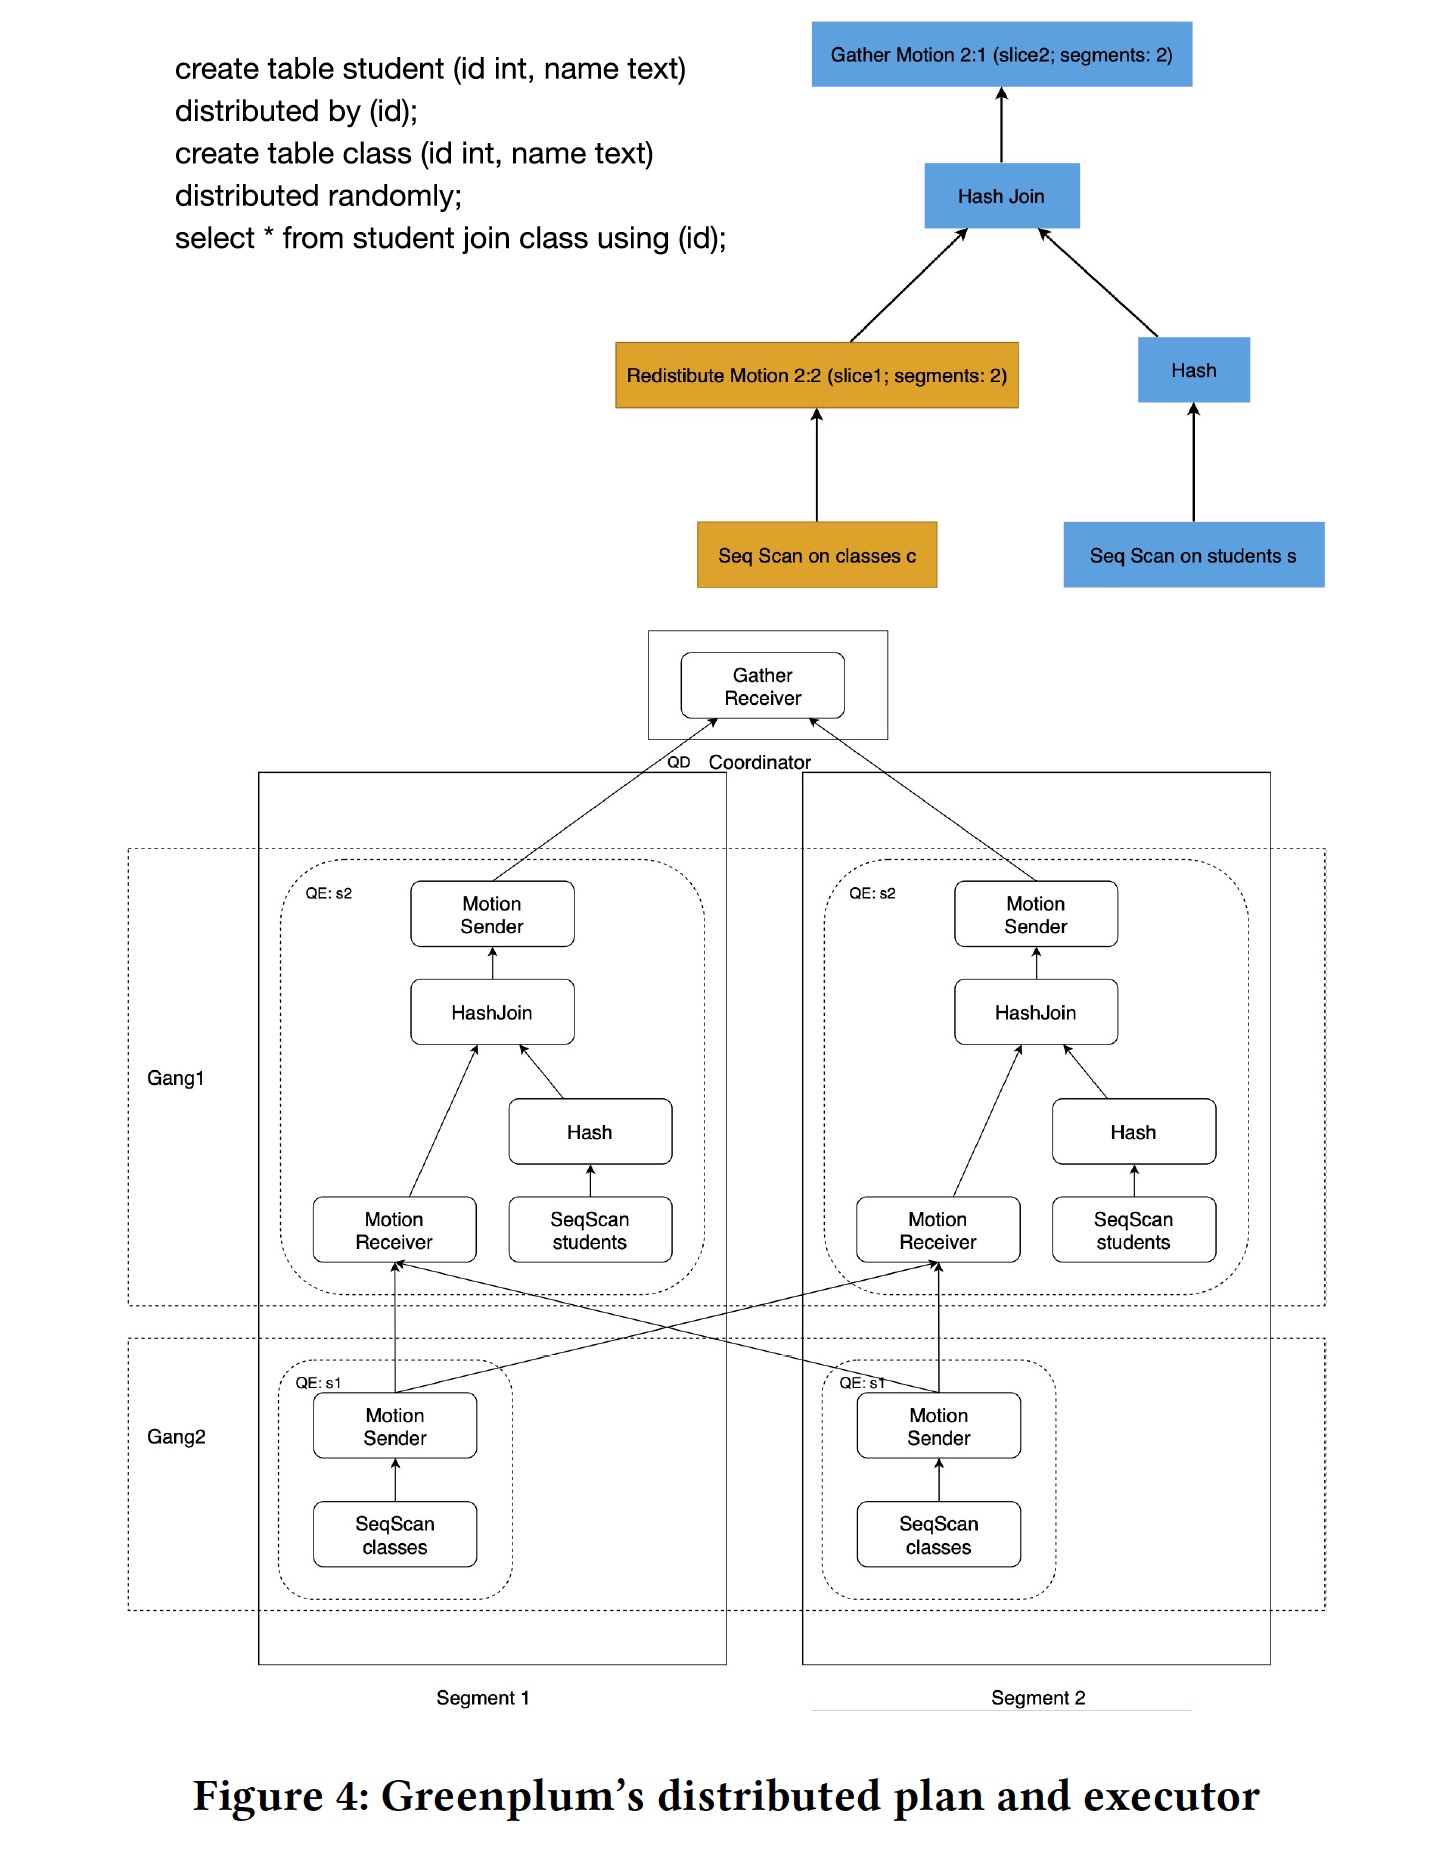 create table student (id int, name text)
distributed by (id);
create table class (id int, name text)
distributed randomly;
select * from student join class using (id);
Gather Motion 2:1 (slice2; segments: 2)
Hash Join
Redistibute Motion 2:2 (slice1; segments: 2)
Hash
Seq Scan on classes c
Seq Scan on students s
Gather
Receiver
QD
Coordinator
Gang1
QE: s2
Motion
Sender
HashJoin
Hash
Motion
Receiver
SeqScan
students
QE: s2
Motion
Sender
HashJoin
Hash
Motion
Receiver
SeqScan
students
Gang2
QE: s1
Motion
Sender
SeqScan
classes
QE: s1
Motion
Sender
SeqScan
classes
Segment 1
Segment 2
Figure 4: Greenplum’s distributed plan and executor